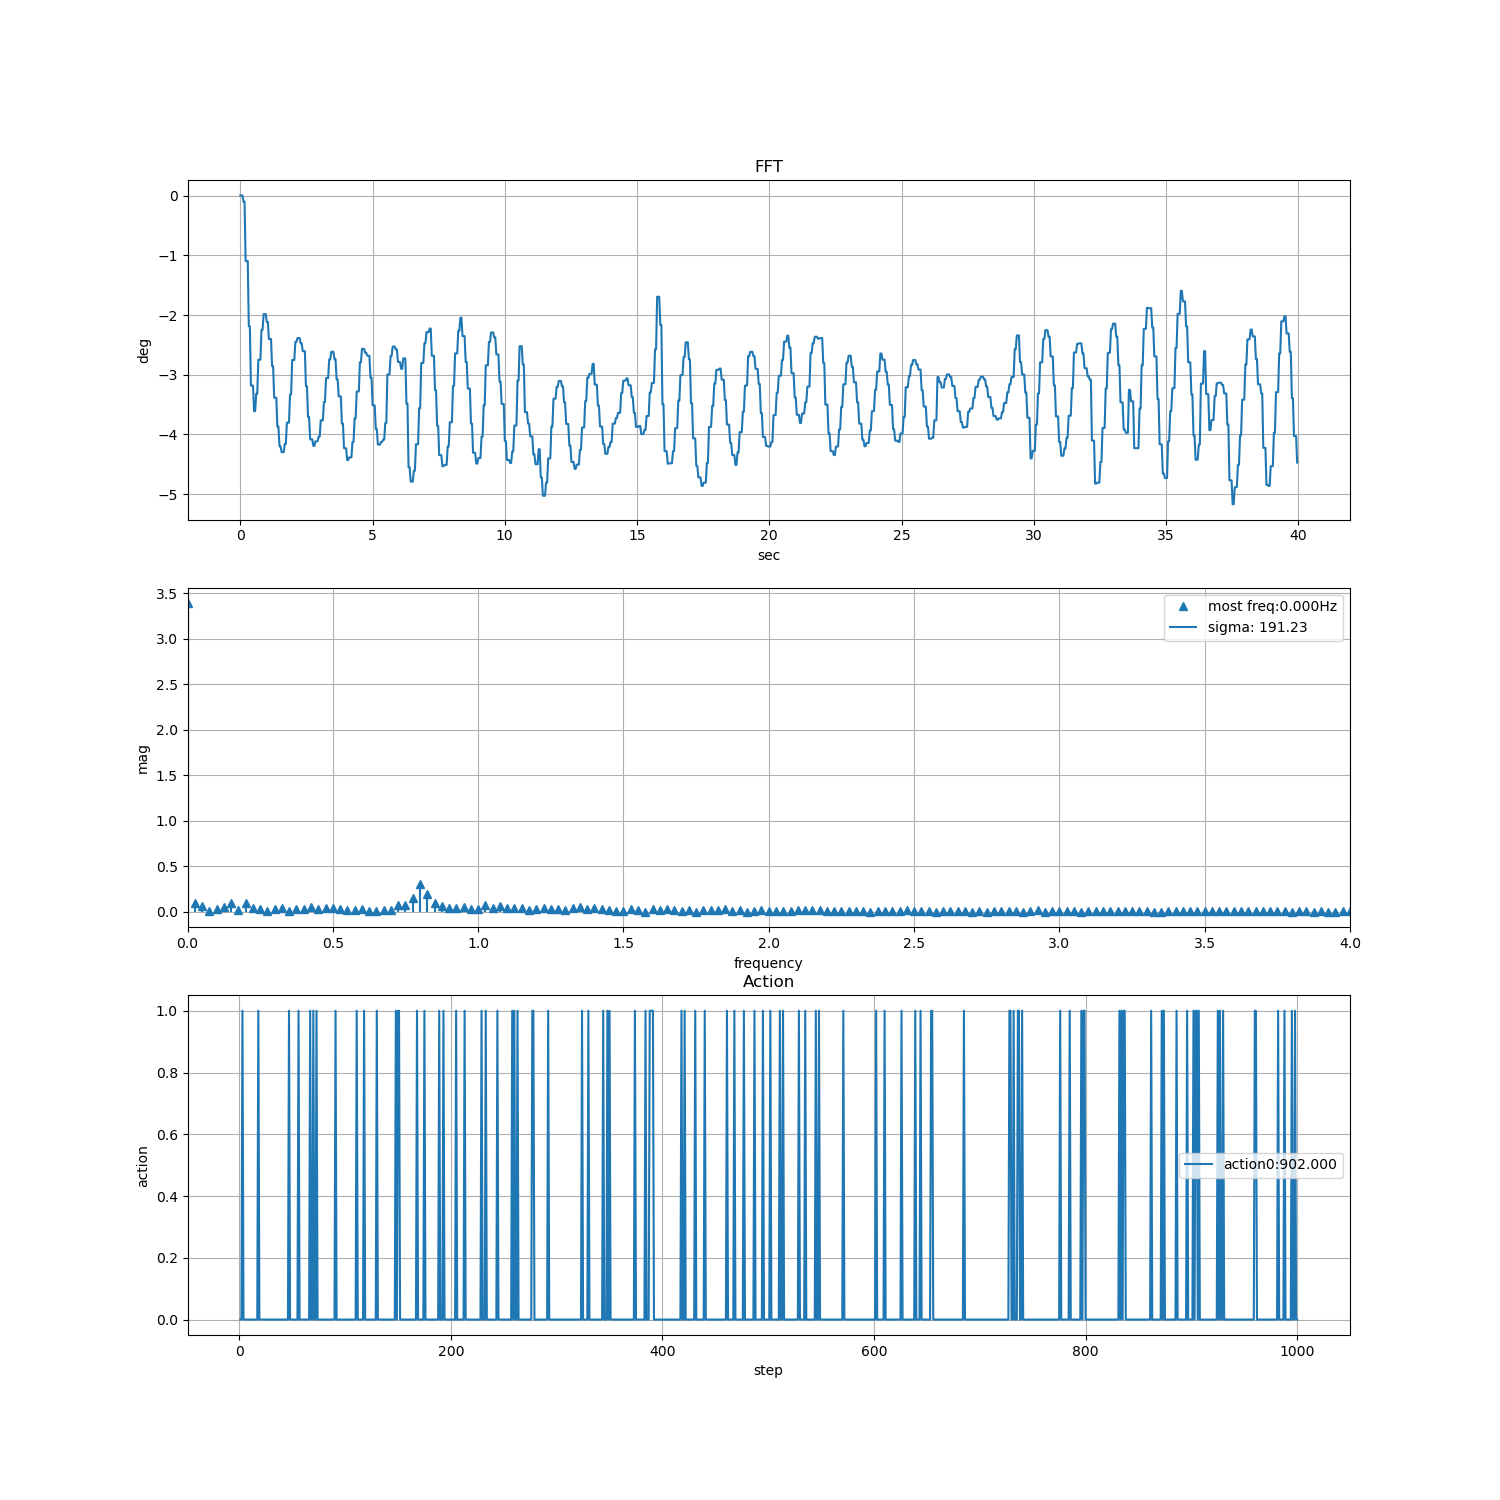 FFT
0
−1
−2
−3
−4
−5
deg
0 5 10 15 20 25 30 35 40
sec
3.5
3.0
2.5
2.0
1.5
1.0
0.5
0.0
mag
most freq:0.000Hz
sigma: 191.23
0.0 0.5 1.0 1.5 2.0 2.5 3.0 3.5 4.0
frequency
Action
1.0
0.8
0.6
0.4
0.2
0.0
action
action0:902.000
0 200 400 600 800 1000
step